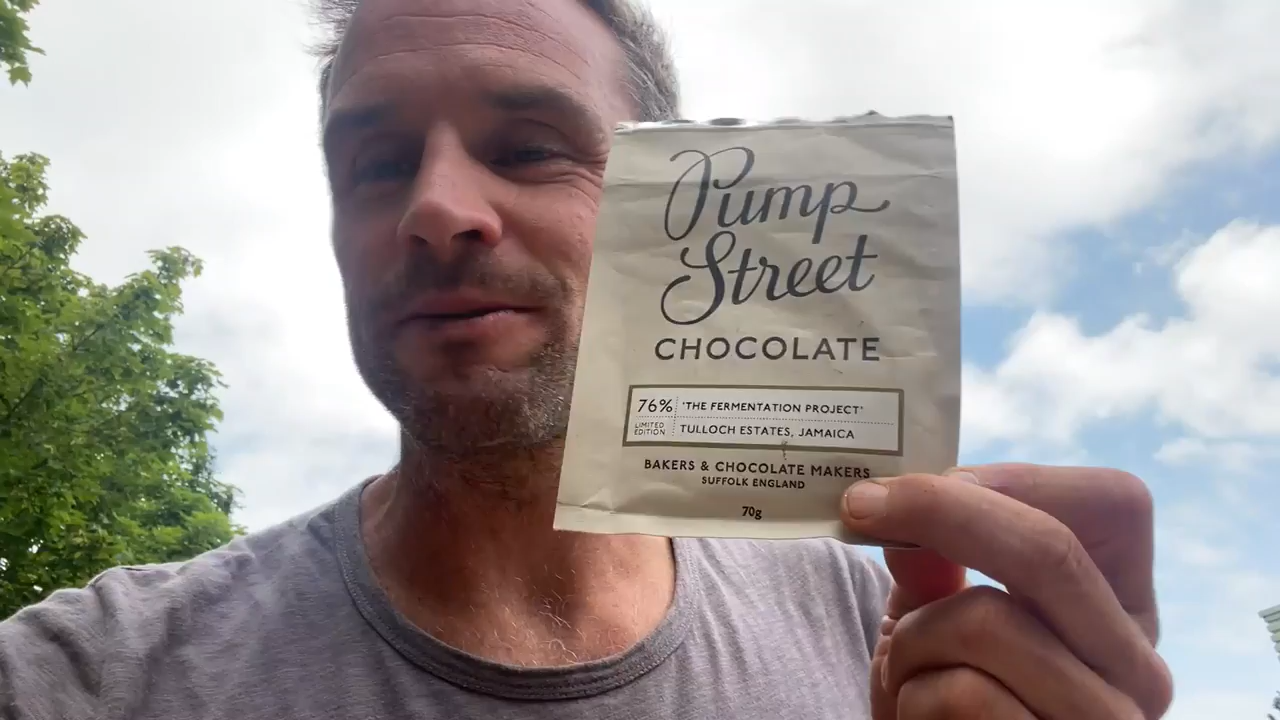 Pump
Street
CHOCOLATE
76% 'THE FERMENTATION PROJECT'
LIMITED
EDITION
TULLOCH ESTATES, JAMAICA
BAKERS & CHOCOLATE MAKERS
SUFFOLK ENGLAND
70g